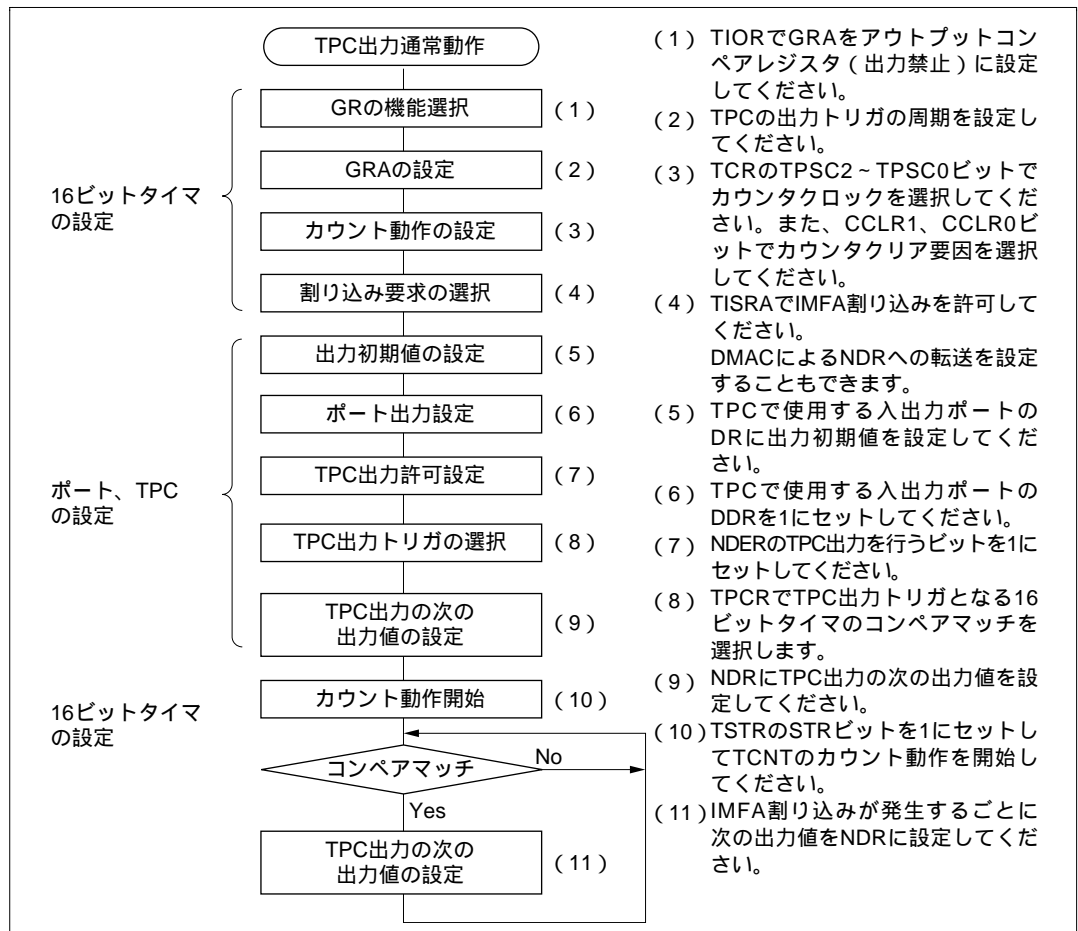 TPC出力通常動作
16ビットタイマ
の設定
GRの機能選択
(1)
GRAの設定
(2)
カウント動作の設定
(3)
割り込み要求の選択
(4)
ポート、TPC
の設定
出力初期値の設定
(5)
ポート出力設定
(6)
TPC出力許可設定
(7)
TPC出力トリガの選択
(8)
TPC出力の次の
出力値の設定
(9)
16ビットタイマ
の設定
カウント動作開始
(10)
コンペアマッチ
No
Yes
TPC出力の次の
出力値の設定
(11)
(1) TIORでGRAをアウトプットコン
ペアレジスタ(出力禁止)に設定
してください。
(2) TPCの出力トリガの周期を設定し
てください。
(3) TCRのTPSC2~TPSC0ビットで
カウンタクロックを選択してくだ
さい。また、CCLR1、CCLR0ビ
ットでカウンタクリア要因を選択
してください。
(4) TISRAでIMFA割り込みを許可して
ください。
DMACによるNDRへの転送を設定
することもできます。
(5) TPCで使用する入出力ポートの
DRに出力初期値を設定してくだ
さい。
(6) TPCで使用する入出力ポートの
DDRを1にセットしてください。
(7) NDERのTPC出力を行うビットを1に
セットしてください。
(8) TPCRでTPC出力トリガとなる16
ビットタイマのコンペアマッチを
選択します。
(9) NDRにTPC出力の次の出力値を設
定してください。
(10) TSTRのSTRビットを1にセットし
てTCNTのカウント動作を開始し
てください。
(11) IMFA割り込みが発生するごとに
次の出力値をNDRに設定してくだ
さい。